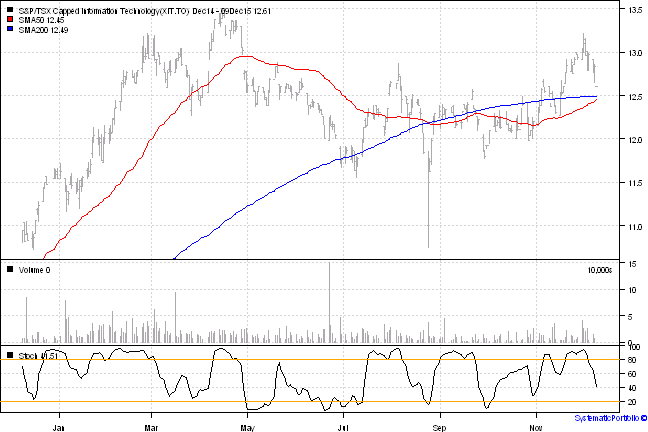 S&P/TSX Capped Information Technology(XIT.TO) Dec14 - 09Dec15 12.61
SMA50 12.45
SMA200 12.49
13.5
13.0
12.5
12.0
11.5
11.0
Volume 0
10,000s
15
10
5
0
Stoch 41.51
100
80
60
40
20
Jan Mar May Jul Sep Nov
SystematicPortfolio ©